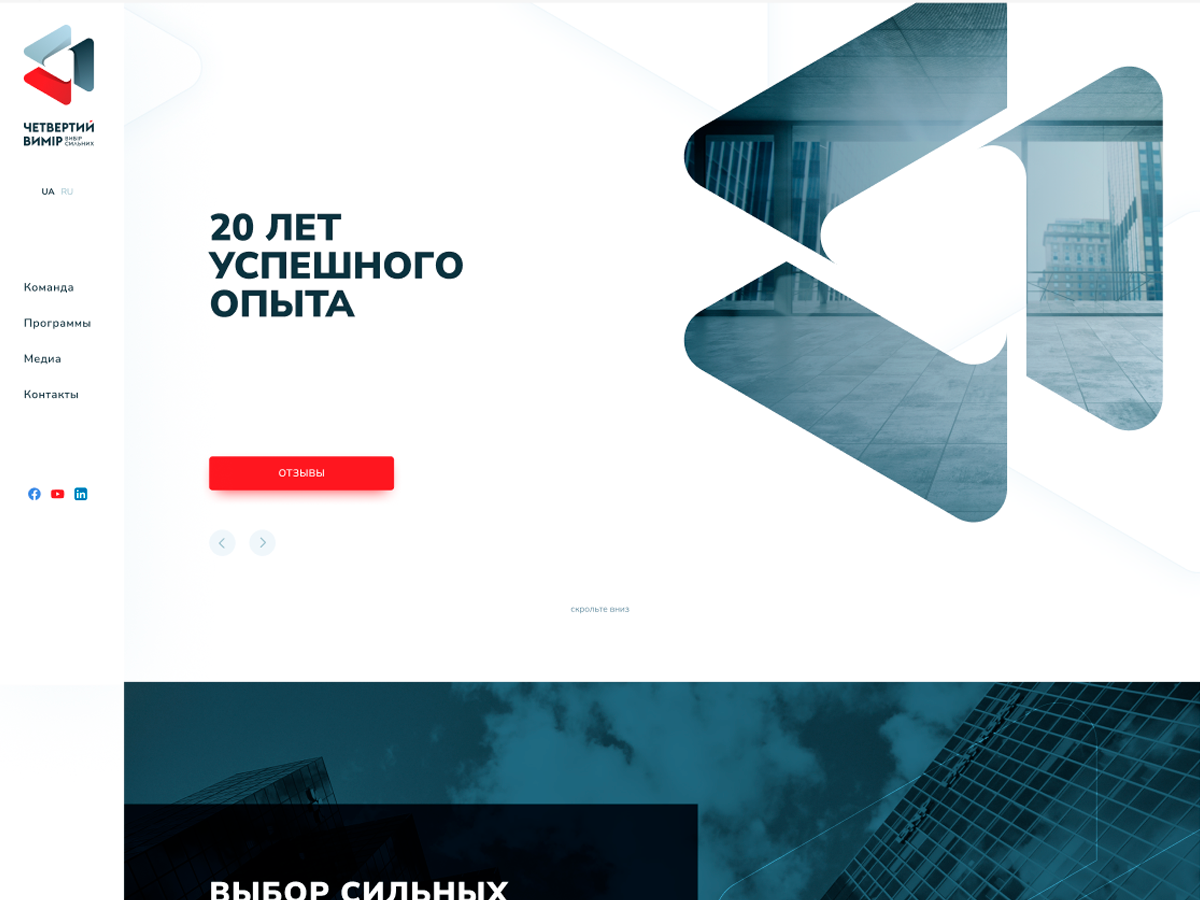 ЧЕТВЕРТИЙ
ВИМІР ВИБІР СИЛЬНИХ
UA RU
Команда
Программы
Медиа
Контакты
20 ЛЕТ
УСПЕШНОГО
ОПЫТА
ОТЗЫВЫ
скрольте вниз
ВЫБОР СИЛЬНЫХ